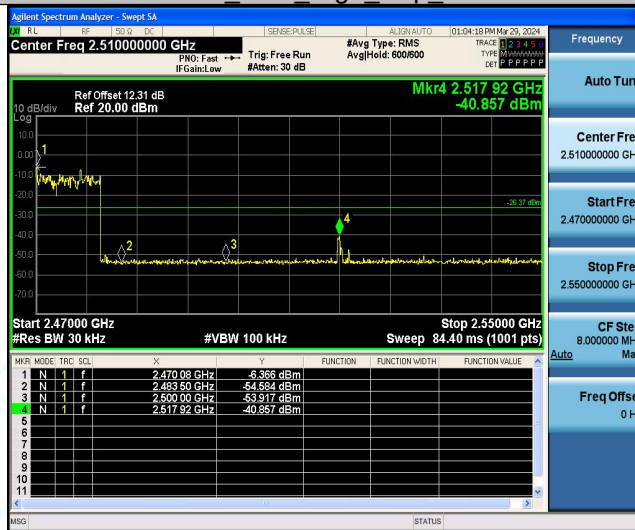 Agilent Spectrum Analyzer - Swept SA
RL RF 50 Ω DC SENSE:PULSE ALIGN AUTO 01:04:18 PM Mar 29, 2024
Center Freq 2.510000000 GHz
PNO: Fast
IFGain:Low
Trig: Free Run
#Atten: 30 dB
#Avg Type: RMS
Avg|Hold: 600/600
TRACE 1 2 3 4 5 6
TYPE M
DET P P P P P P
Mkr4 2.517 92 GHz
-40.857 dBm
Ref Offset 12.31 dB
10 dB/div Ref 20.00 dBm
Log
10.0
0.00
-10.0
-20.0
-30.0
-40.0
-50.0
-60.0
-70.0
1
2
3
4
-26.37 dBm
Start 2.47000 GHz Stop 2.55000 GHz
#Res BW 30 kHz #VBW 100 kHz Sweep 84.40 ms (1001 pts)
MKR MODE TRC SCL X Y FUNCTION FUNCTION WIDTH FUNCTION VALUE
1 N 1 f 2.470 08 GHz -6.366 dBm
2 N 1 f 2.483 50 GHz -54.584 dBm
3 N 1 f 2.500 00 GHz -53.917 dBm
4 N 1 f 2.517 92 GHz -40.857 dBm
5
6
7
8
9
10
11
MSG STATUS
Frequency
Auto Tun
Center Fre
2.510000000 GH
Start Fre
2.470000000 GH
Stop Fre
2.550000000 GH
CF Ste
8.000000 MH
Auto Ma
Freq Offse
0 H